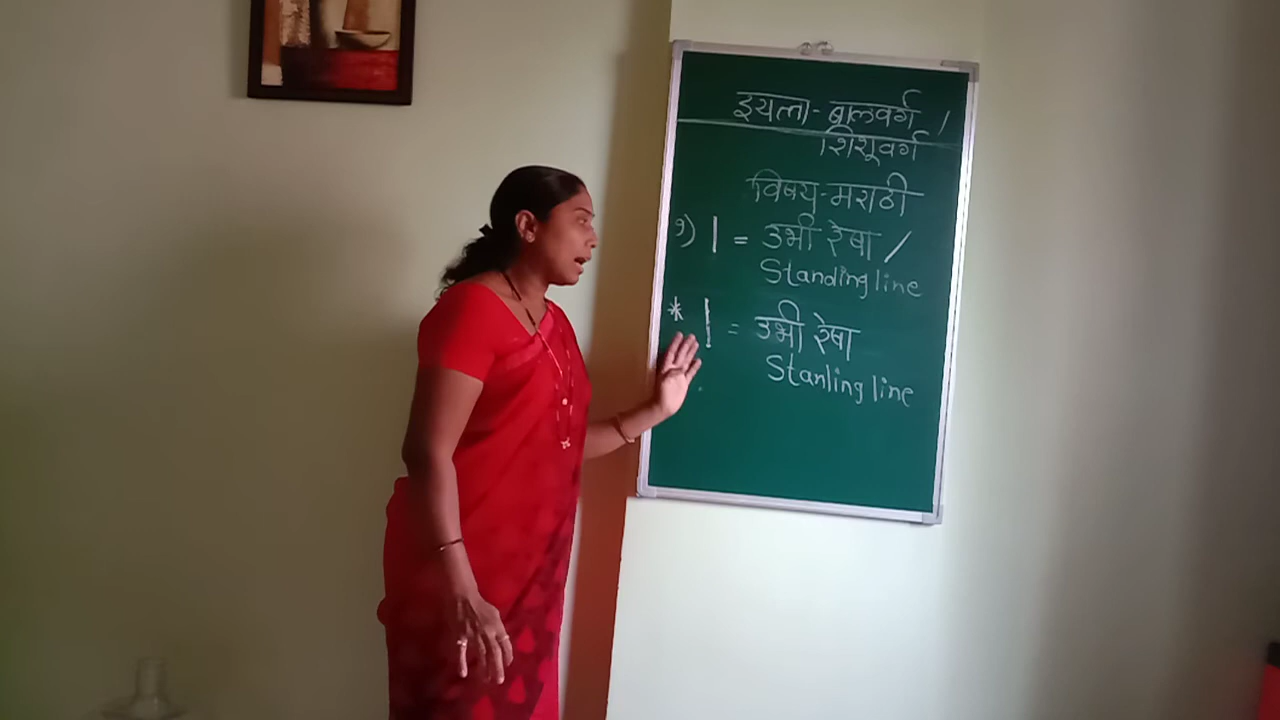 इयत्ता - बालवर्ग /
शिशूवर्ग
विषय - मराठी
१) | = उभी रेषा /
Standing line
* | = उभी रेषा
Stanling line